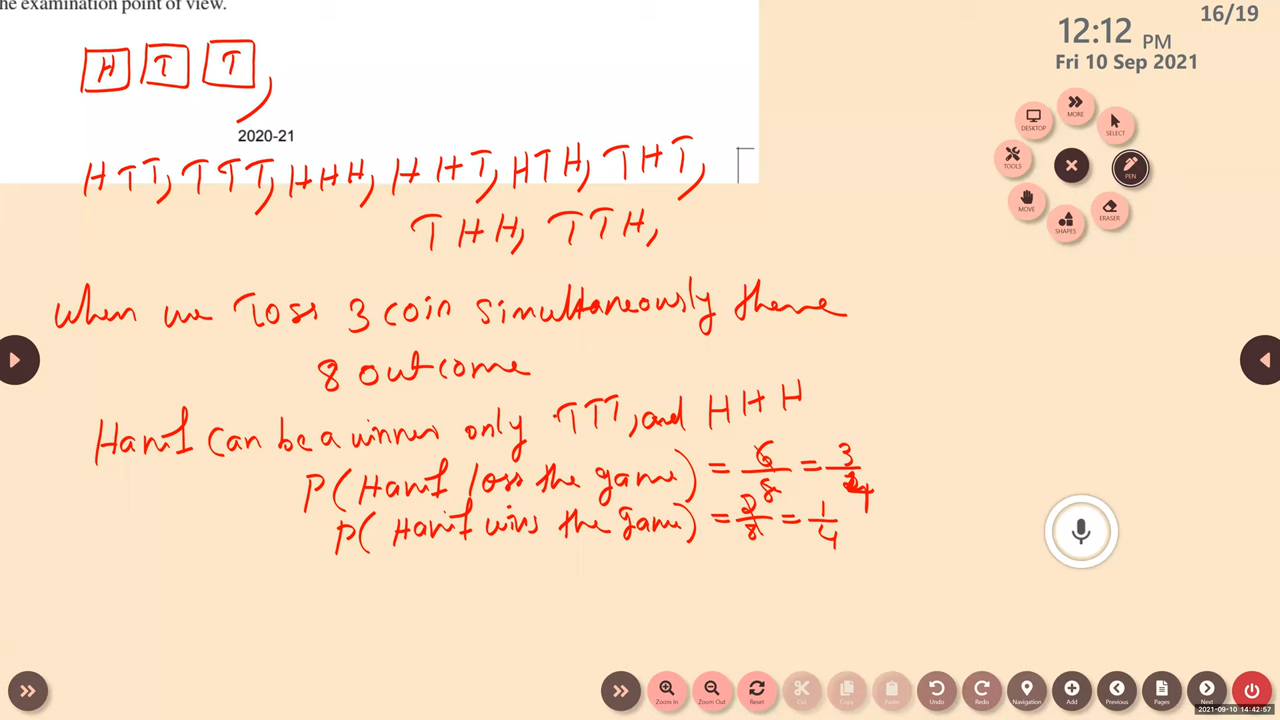 he examination point of view.
16/19
12:12 PM
Fri 10 Sep 2021
H T T,
2020-21
HTT, TTT, HHH, HHT, HTH, THT,
THH, TTH,
When we Toss 3 coin simultaneously there
8 outcome
Hanif can be a winner only TTT, and HHH
P(Hanif loss the game) = 6/8 = 3/4
P(Hanif wins the game) = 2/8 = 1/4
MORE
DESKTOP
SELECT
TOOLS
PEN
MOVE
ERASER
SHAPES
Zoom In Zoom Out Reset Cut Copy Paste Undo Redo Navigation Add Previous Pages Next
2021-09-10 14:42:57